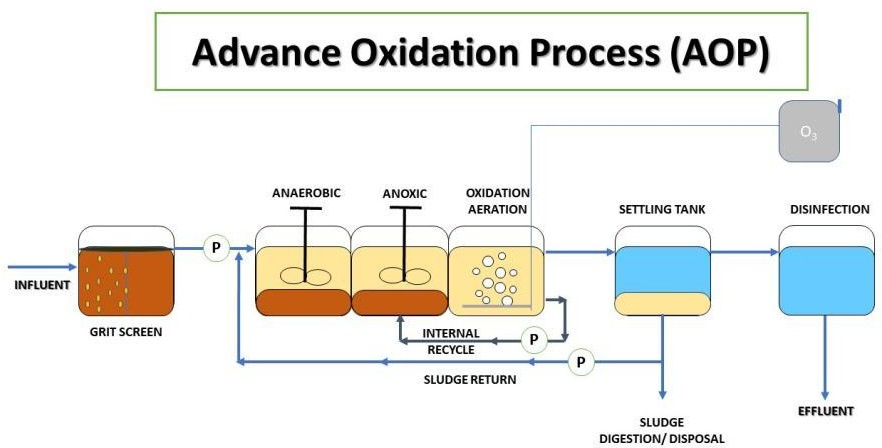 Advance Oxidation Process (AOP)
O₃
ANAEROBIC
ANOXIC
OXIDATION
AERATION
SETTLING TANK
DISINFECTION
P
INFLUENT
GRIT SCREEN
INTERNAL
RECYCLE
P
P
SLUDGE RETURN
EFFLUENT
SLUDGE
DIGESTION/ DISPOSAL